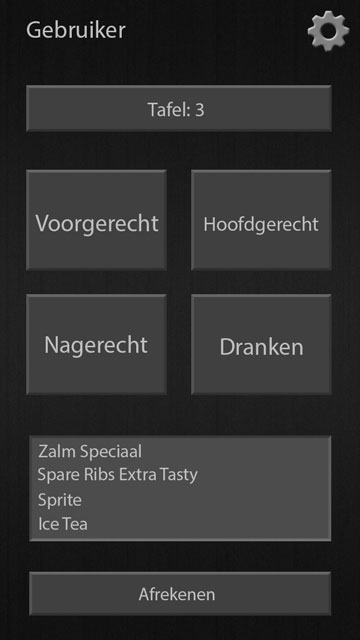 Gebruiker
Tafel: 3
Voorgerecht
Hoofdgerecht
Nagerecht
Dranken
Zalm Speciaal
Spare Ribs Extra Tasty
Sprite
Ice Tea
Afrekenen